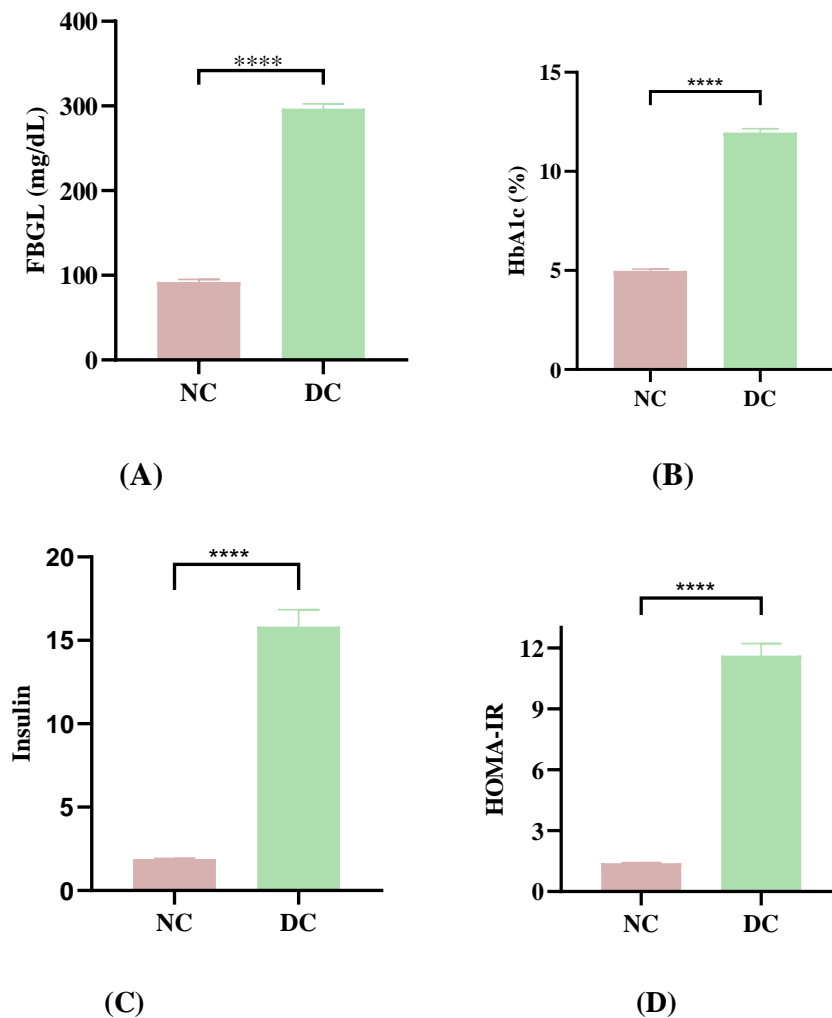 400
300
200
100
0
FBGL (mg/dL)
****
NC DC
(A)
15
10
5
0
HbA1c (%)
****
NC DC
(B)
20
15
10
5
0
Insulin
****
NC DC
(C)
12
9
6
3
0
HOMA-IR
****
NC DC
(D)